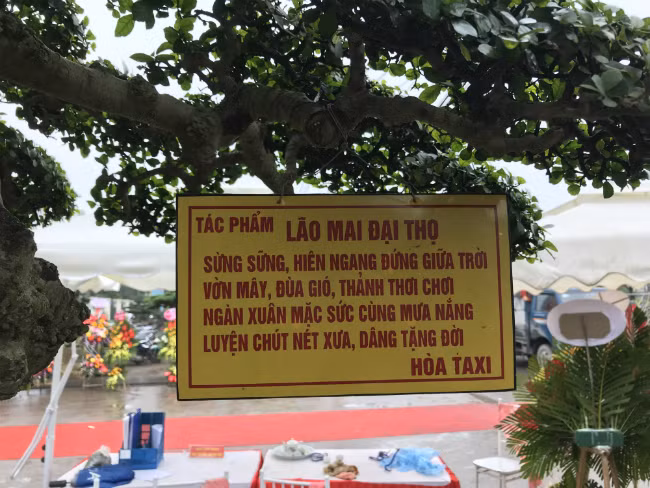 TÁC PHẨM LÃO MAI ĐẠI THỌ
SỪNG SỮNG, HIÊN NGANG ĐỨNG GIỮA TRỜI
VỜN MÂY, ĐÙA GIÓ, THẢNH THƠI CHƠI
NGÀN XUÂN MẶC SỨC CÙNG MƯA NẮNG
LUYỆN CHÚT NÉT XƯA, DÂNG TẶNG ĐỜI
HÒA TAXI